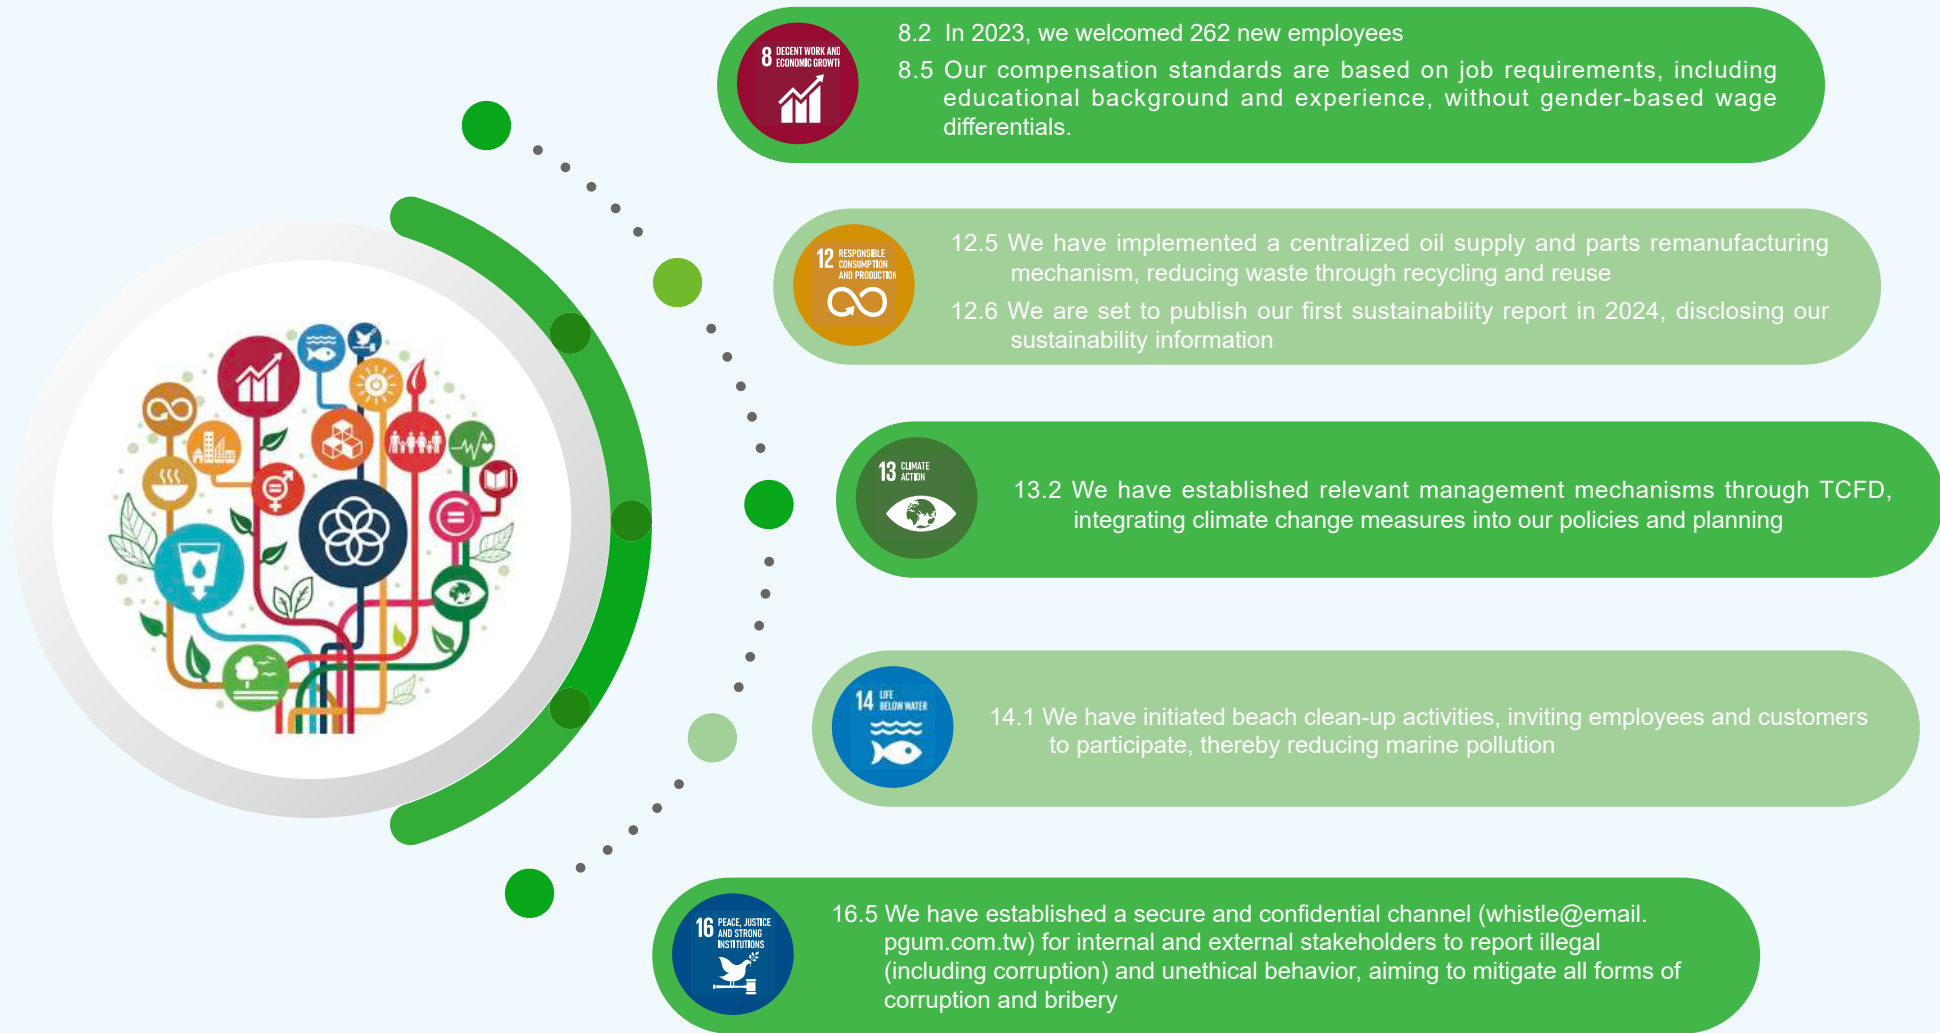 8 DECENT WORK AND
ECONOMIC GROWTH
8.2 In 2023, we welcomed 262 new employees
8.5 Our compensation standards are based on job requirements, including
educational background and experience, without gender-based wage
differentials.
12 RESPONSIBLE
CONSUMPTION
AND PRODUCTION
12.5 We have implemented a centralized oil supply and parts remanufacturing
mechanism, reducing waste through recycling and reuse
12.6 We are set to publish our first sustainability report in 2024, disclosing our
sustainability information
13 CLIMATE
ACTION
13.2 We have established relevant management mechanisms through TCFD,
integrating climate change measures into our policies and planning
14 LIFE
BELOW WATER
14.1 We have initiated beach clean-up activities, inviting employees and customers
to participate, thereby reducing marine pollution
16 PEACE, JUSTICE
AND STRONG
INSTITUTIONS
16.5 We have established a secure and confidential channel (whistle@email.
pgum.com.tw) for internal and external stakeholders to report illegal
(including corruption) and unethical behavior, aiming to mitigate all forms of
corruption and bribery